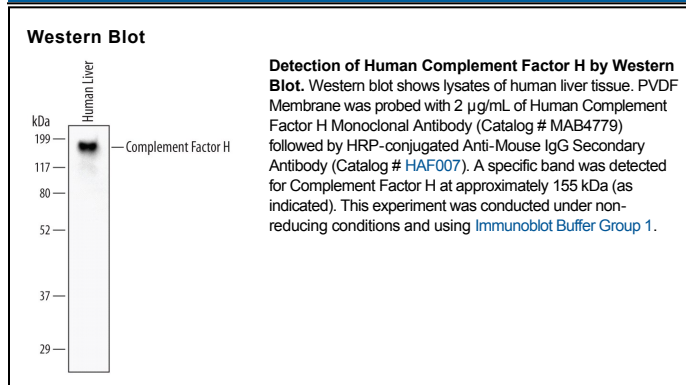 Western Blot
Human Liver
kDa
199
Complement Factor H
117
80
52
37
29
Detection of Human Complement Factor H by Western
Blot. Western blot shows lysates of human liver tissue. PVDF
Membrane was probed with 2 µg/mL of Human Complement
Factor H Monoclonal Antibody (Catalog # MAB4779)
followed by HRP-conjugated Anti-Mouse IgG Secondary
Antibody (Catalog # HAF007). A specific band was detected
for Complement Factor H at approximately 155 kDa (as
indicated). This experiment was conducted under non-
reducing conditions and using Immunoblot Buffer Group 1.